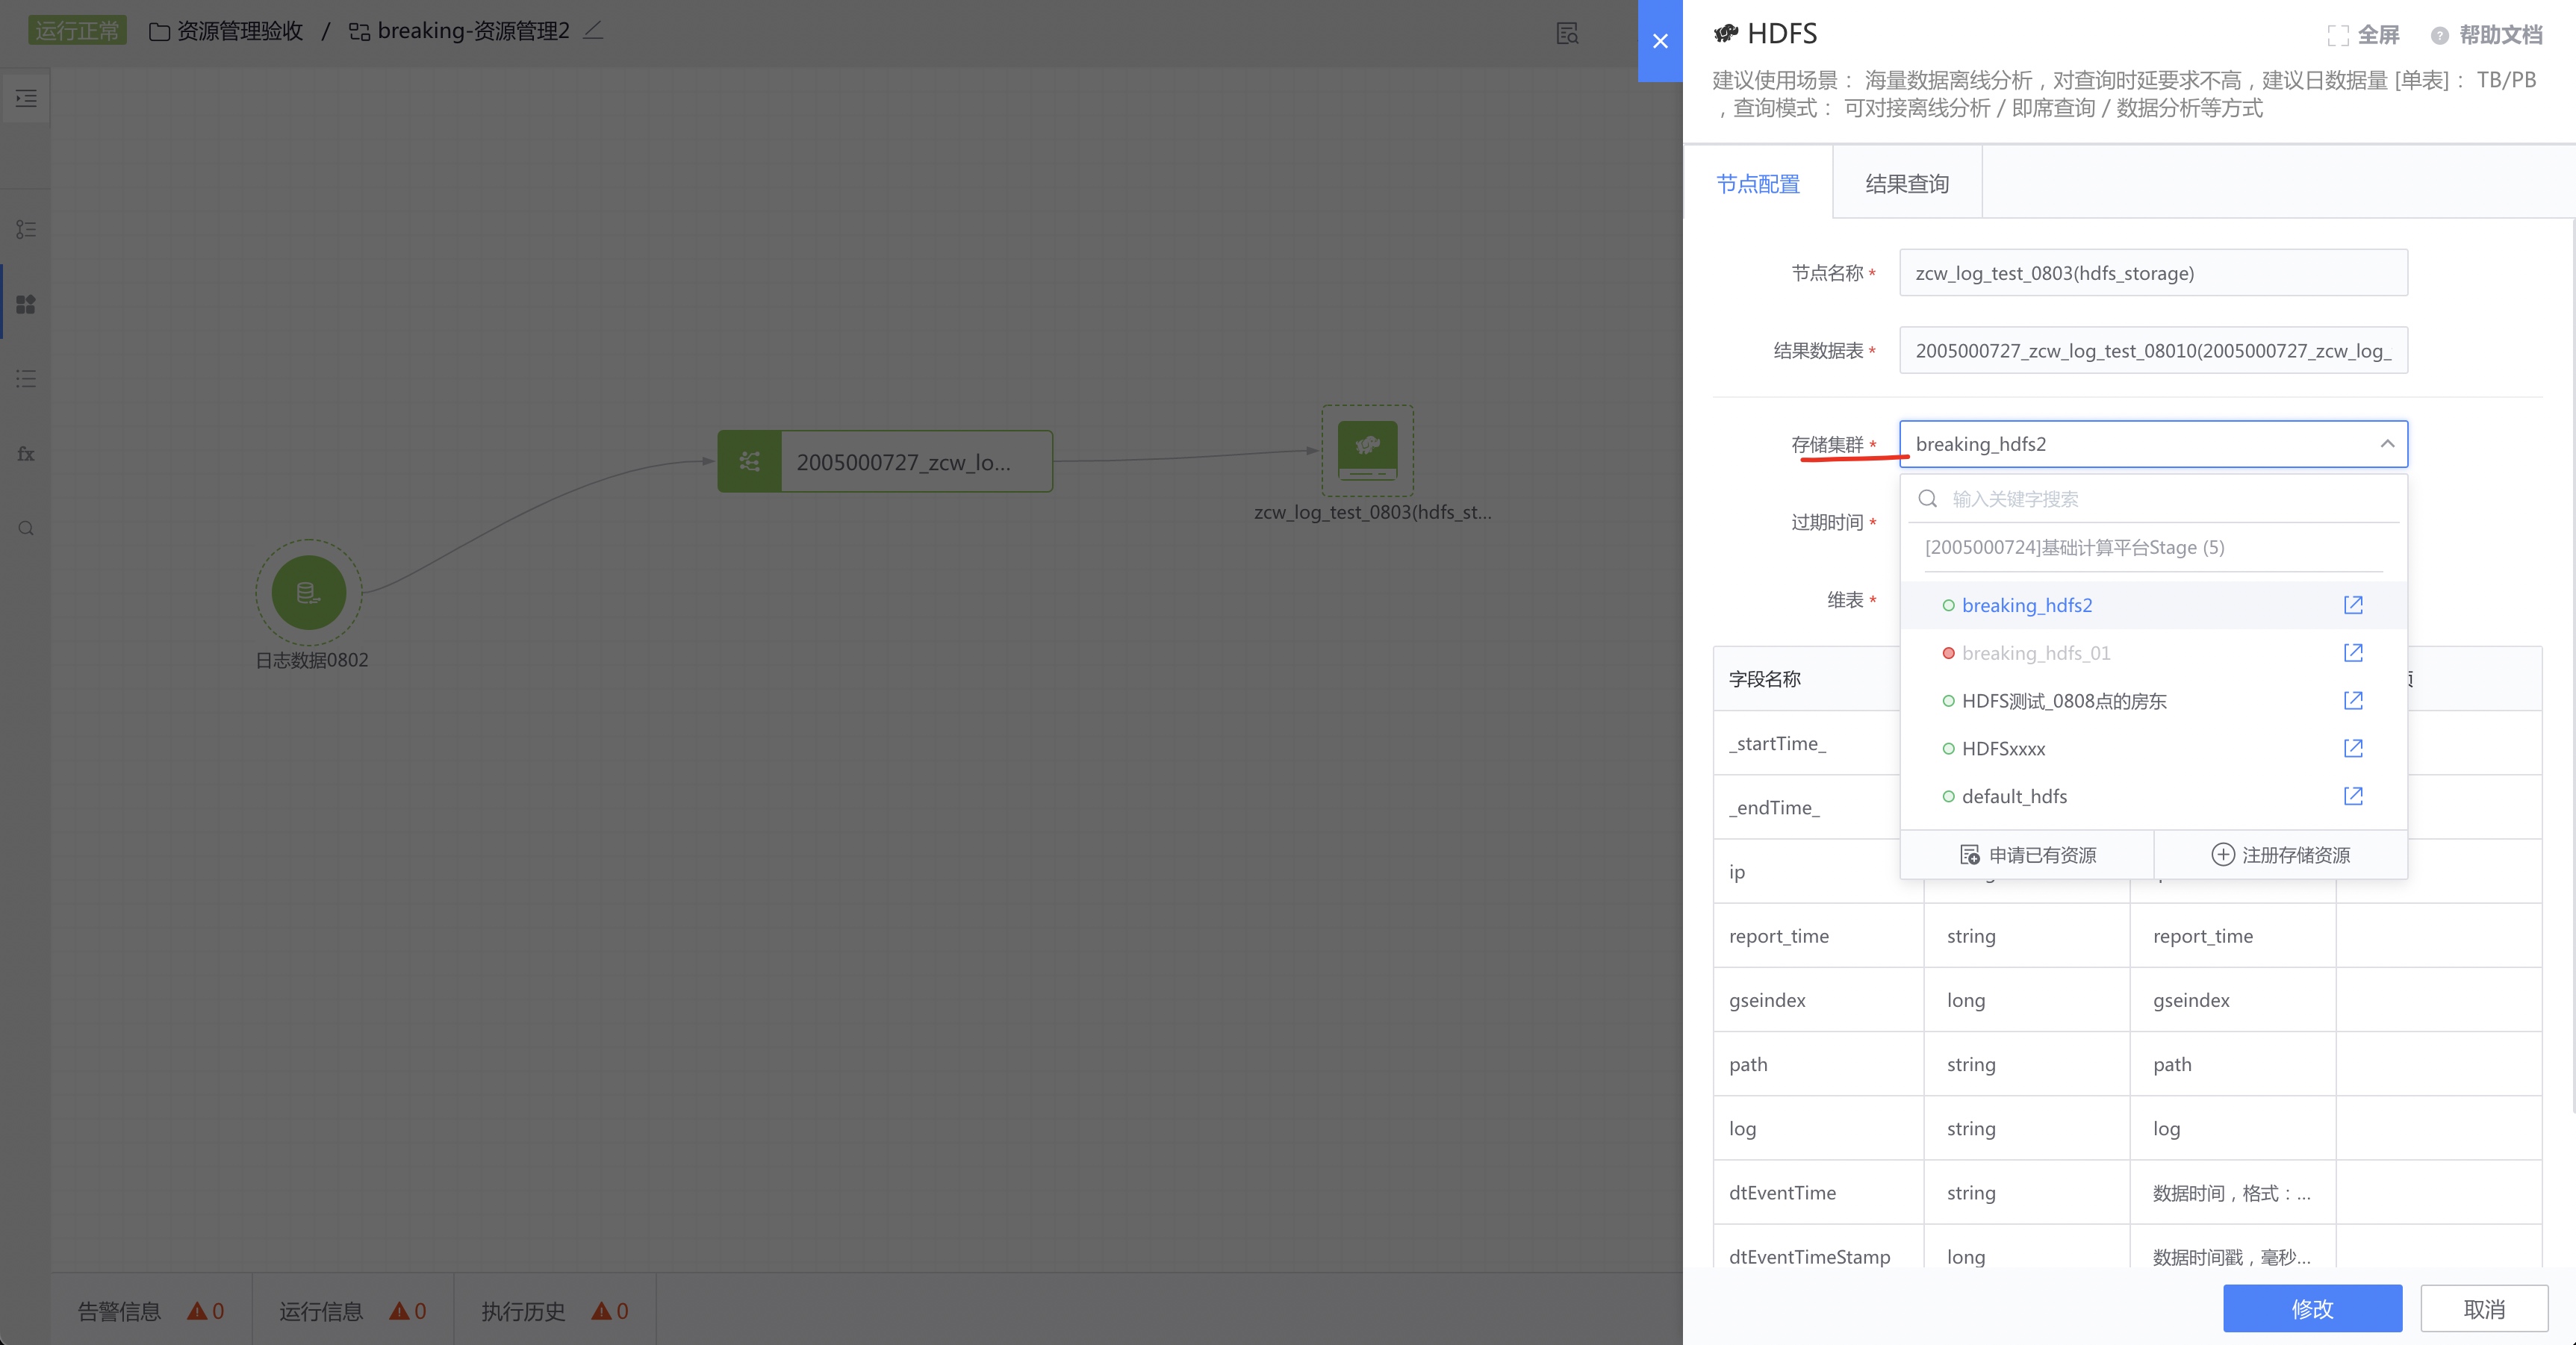 运行正常 资源管理验收 / breaking-资源管理2
HDFS
全屏 帮助文档
建议使用场景： 海量数据离线分析，对查询时延要求不高，建议日数据量 [单表]： TB/PB
，查询模式： 可对接离线分析 / 即席查询 / 数据分析等方式
节点配置 结果查询
节点名称 * zcw_log_test_0803(hdfs_storage)
结果数据表 * 2005000727_zcw_log_test_08010(2005000727_zcw_log_
存储集群 * breaking_hdfs2
输入关键字搜索
过期时间 *
[2005000724]基础计算平台Stage (5)
维表 *
breaking_hdfs2
breaking_hdfs_01
HDFS测试_0808点的房东
HDFSxxxx
default_hdfs
申请已有资源 注册存储资源
字段名称
_startTime_
_endTime_
ip
report_time string report_time
gseindex long gseindex
path string path
log string log
dtEventTime string 数据时间，格式：...
dtEventTimeStamp long 数据时间戳，毫秒...
修改 取消
fx
2005000727_zcw_lo...
zcw_log_test_0803(hdfs_st...
日志数据0802
告警信息 0 运行信息 0 执行历史 0